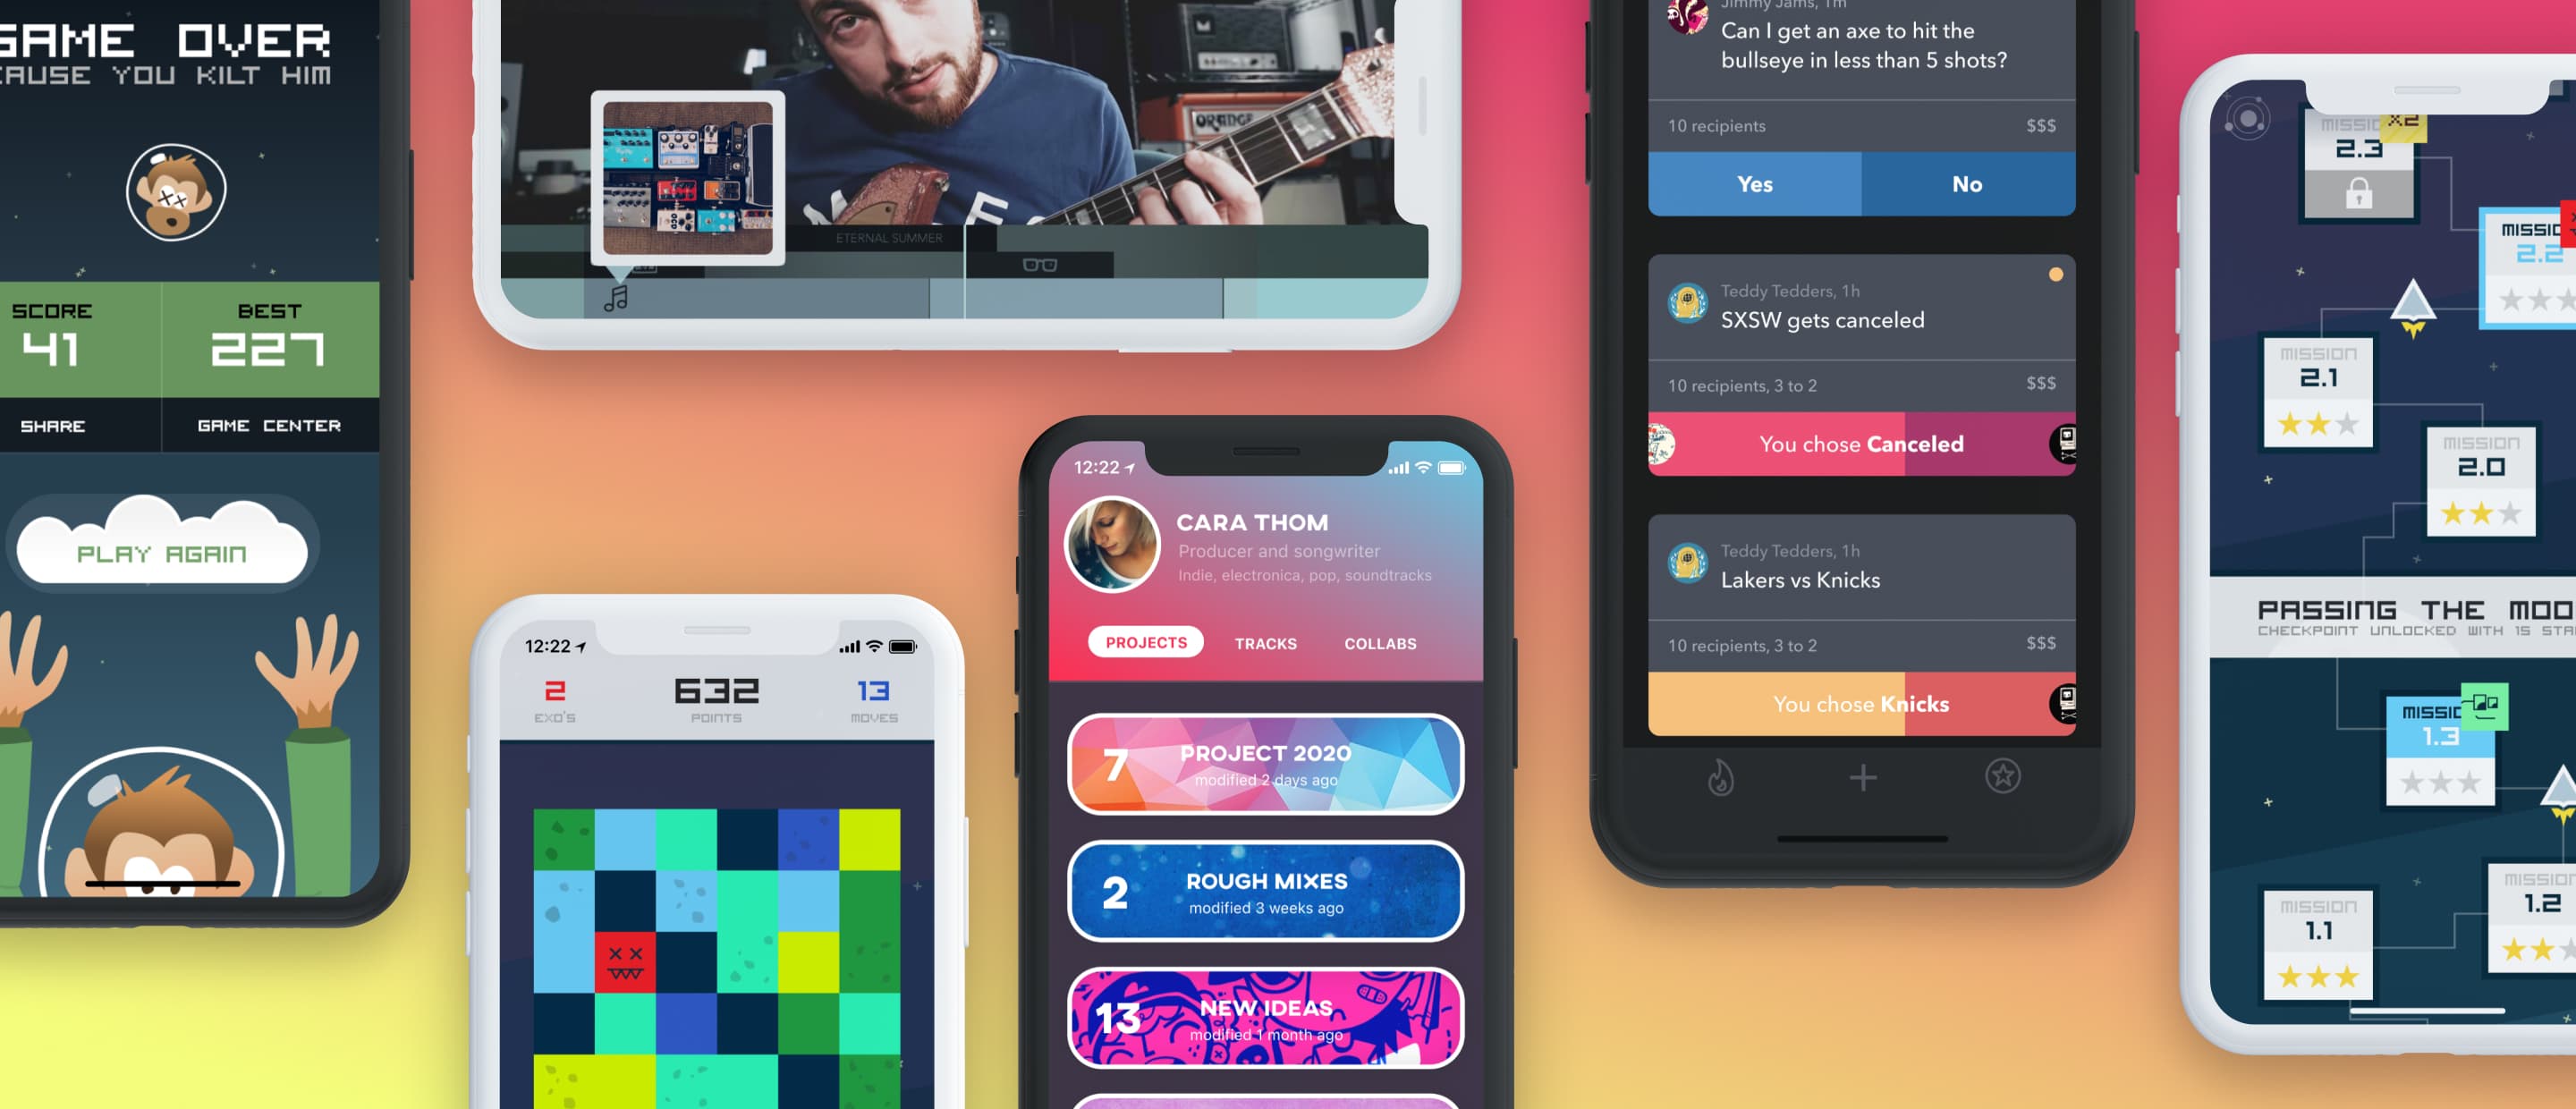 GAME OVER
CAUSE YOU KILT HIM
SCORE
41
BEST
227
SHARE
GAME CENTER
PLAY AGAIN
ORANGE
ETERNAL SUMMER
12:22
2
EXO'S
632
POINTS
13
MOVES
12:22
CARA THOM
Producer and songwriter
Indie, electronica, pop, soundtracks
PROJECTS
TRACKS
COLLABS
7
PROJECT 2020
modified 2 days ago
2
ROUGH MIXES
modified 3 weeks ago
13
NEW IDEAS
modified 1 month ago
Jimmy Jams, 1m
Can I get an axe to hit the
bullseye in less than 5 shots?
10 recipients
$$$
Yes
No
Teddy Tedders, 1h
SXSW gets canceled
10 recipients, 3 to 2
$$$
You chose Canceled
Teddy Tedders, 1h
Lakers vs Knicks
10 recipients, 3 to 2
$$$
You chose Knicks
MISSIO
X2
2.3
MISSIO
2.2
MISSION
2.1
MISSION
2.0
PASSING THE MOO
CHECKPOINT UNLOCKED WITH 15 STA
MISSIO
1.3
MISSION
1.2
MISSION
1.1